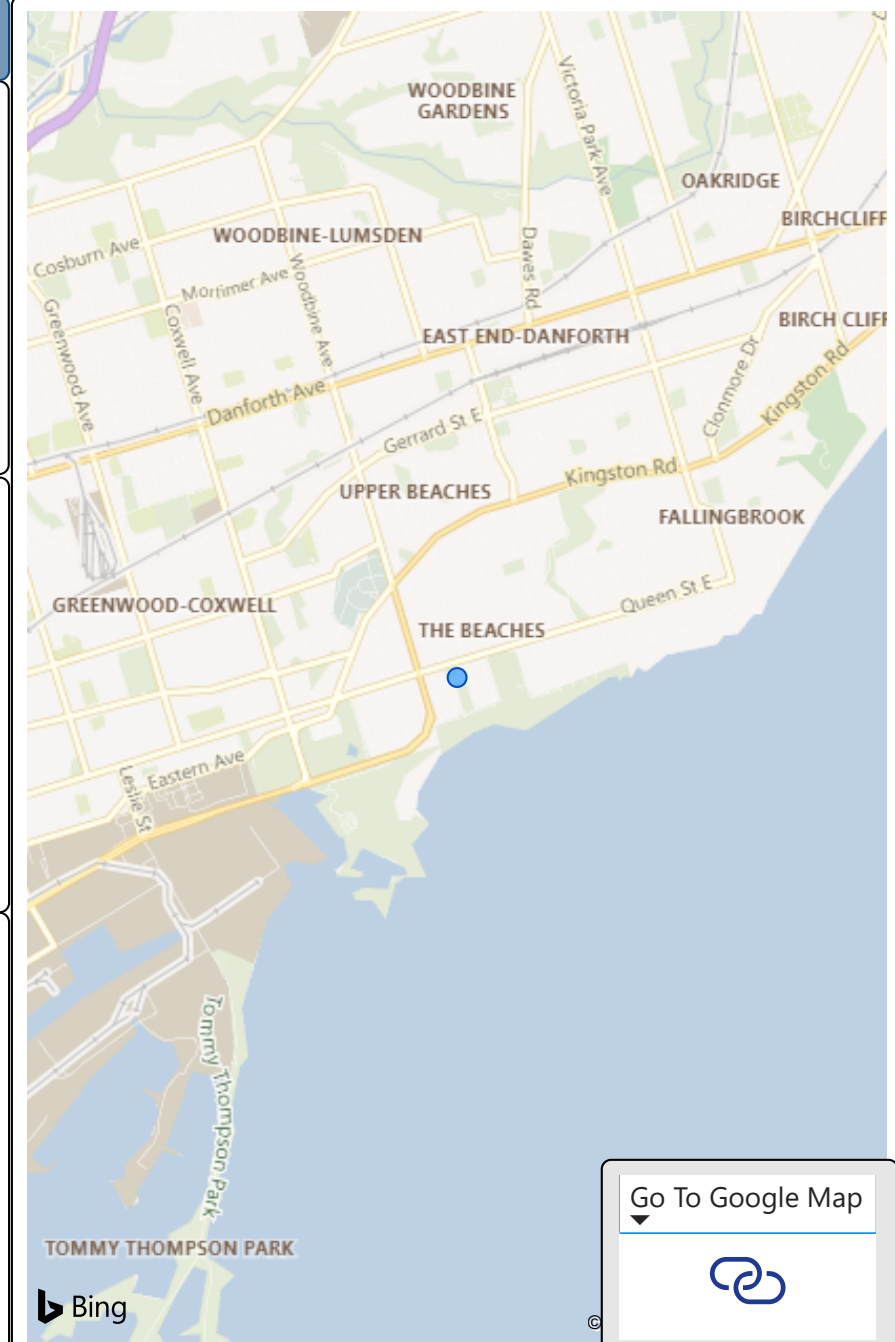 WOODBINE
GARDENS
Victoria Park Ave
OAKRIDGE
BIRCHCLIFF
WOODBINE-LUMSDEN
Cosburn Ave
Mortimer Ave
Woodbine Ave
Dawes Rd
Greenwood Ave
Coxwell Ave
EAST END-DANFORTH
BIRCH CLIFF
Danforth Ave
Gerrard St E
Clonmore Dr
Kingston Rd
Kingston Rd
UPPER BEACHES
FALLINGBROOK
GREENWOOD-COXWELL
Queen St E
THE BEACHES
Eastern Ave
Leslie St
Tommy Thompson Park
TOMMY THOMPSON PARK
Go To Google Map
Bing
©